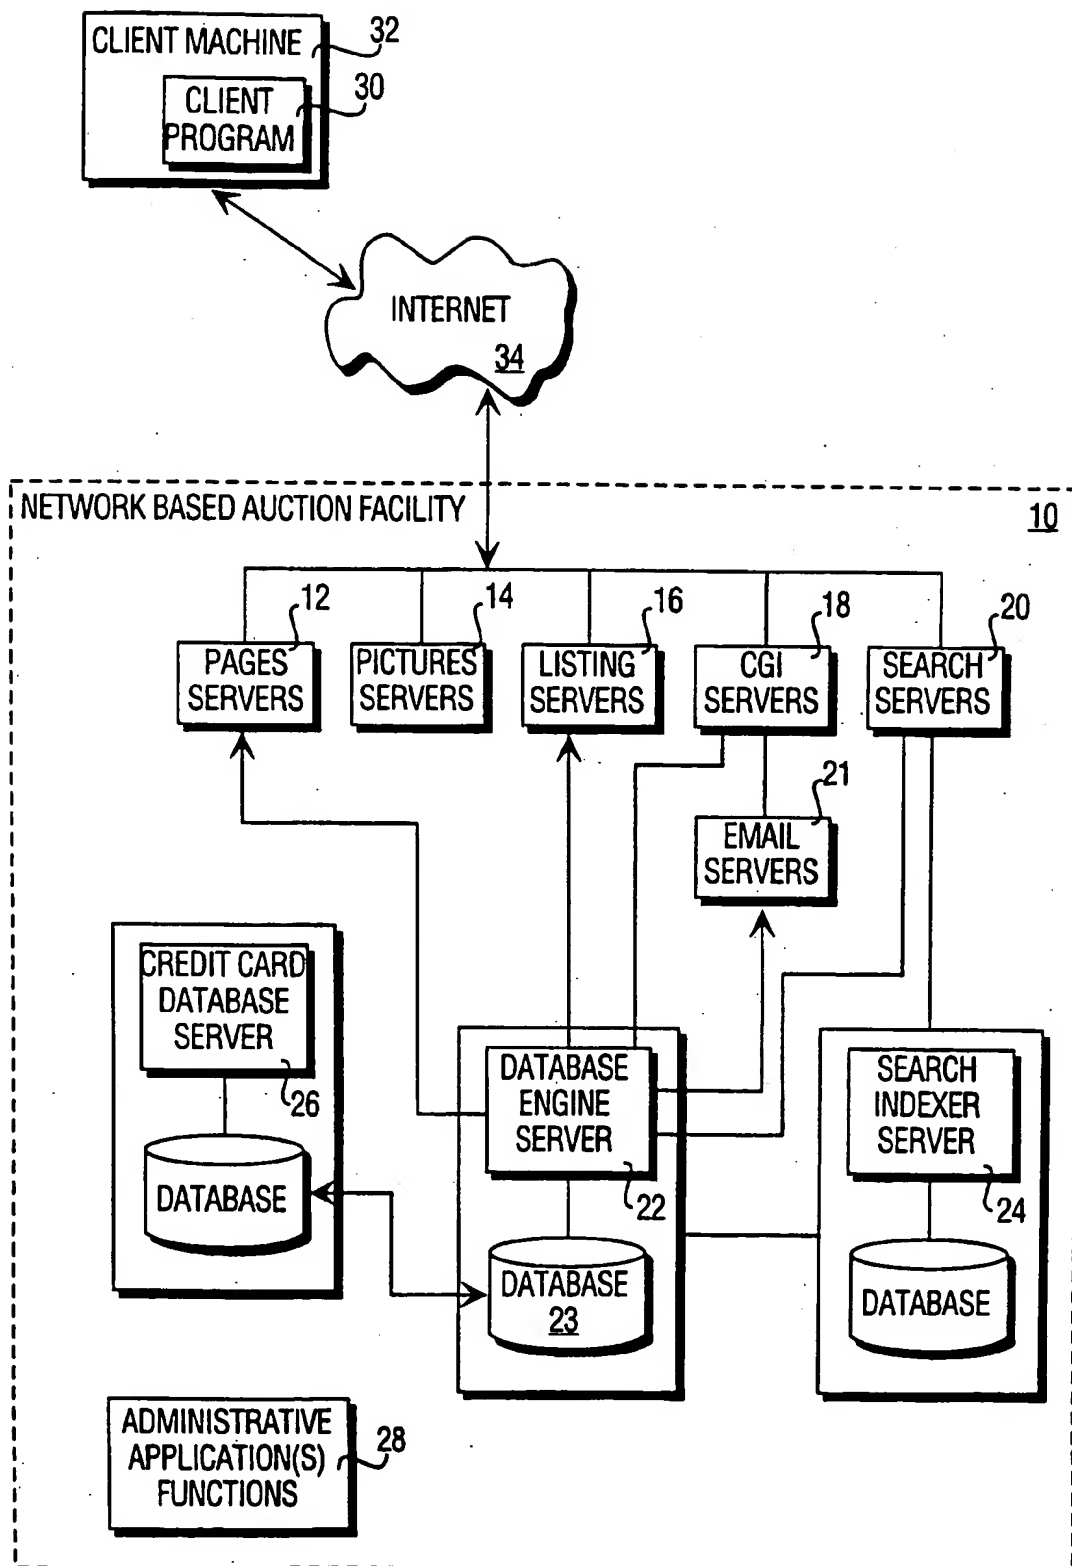 CLIENT MACHINE
32
CLIENT
PROGRAM
30
INTERNET
34
NETWORK BASED AUCTION FACILITY
10
12
14
16
18
20
PAGES
SERVERS
PICTURES
SERVERS
LISTING
SERVERS
CGI
SERVERS
SEARCH
SERVERS
21
EMAIL
SERVERS
CREDIT CARD
DATABASE
SERVER
26
DATABASE
DATABASE
ENGINE
SERVER
22
DATABASE
23
SEARCH
INDEXER
SERVER
24
DATABASE
ADMINISTRATIVE
APPLICATION(S)
FUNCTIONS
28